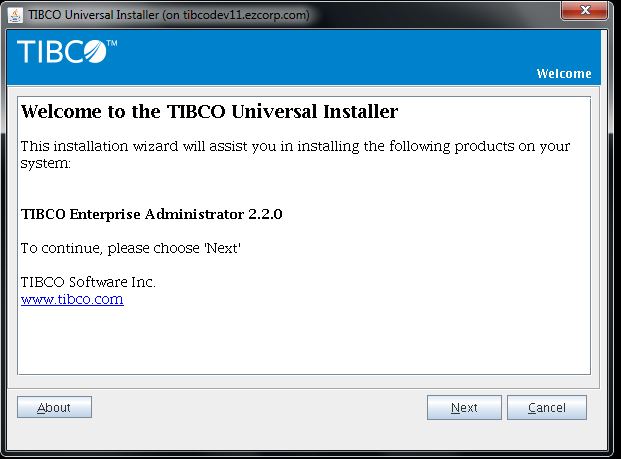 TIBCO Universal Installer (on tibcodev11.ezcorp.com)
TIBCO™
Welcome
Welcome to the TIBCO Universal Installer
This installation wizard will assist you in installing the following products on your
system:
TIBCO Enterprise Administrator 2.2.0
To continue, please choose 'Next'
TIBCO Software Inc.
www.tibco.com
About
Next
Cancel